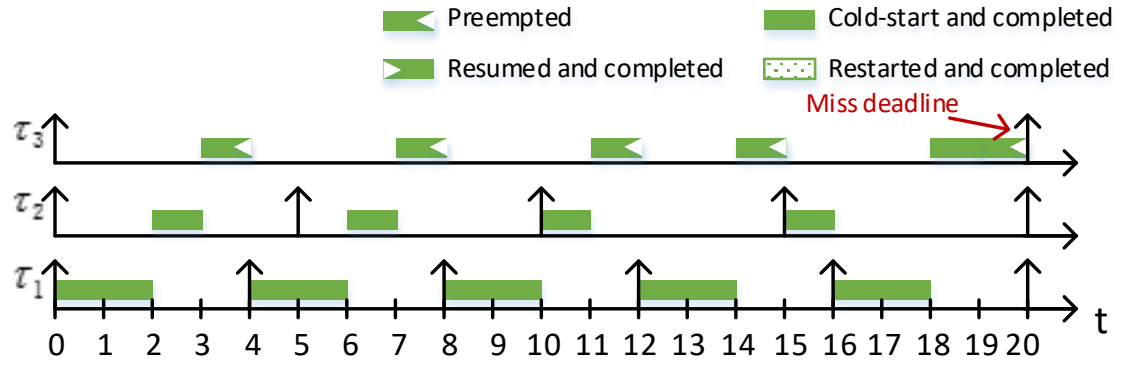 Preempted
Cold-start and completed
Resumed and completed
Restarted and completed
Miss deadline
τ3
τ2
τ1
0 1 2 3 4 5 6 7 8 9 10 11 12 13 14 15 16 17 18 19 20
t